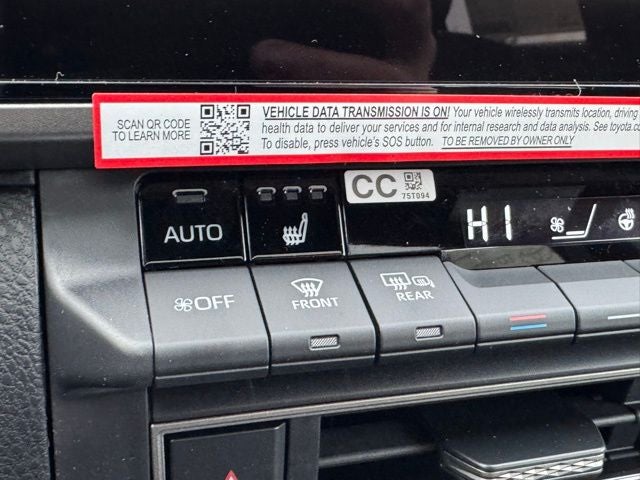 SCAN QR CODE
TO LEARN MORE
VEHICLE DATA TRANSMISSION IS ON! Your vehicle wirelessly transmits location, driving
health data to deliver your services and for internal research and data analysis. See toyota.co
To disable, press vehicle's SOS button. TO BE REMOVED BY OWNER ONLY
CC
75T094
AUTO
HI
OFF
FRONT
REAR